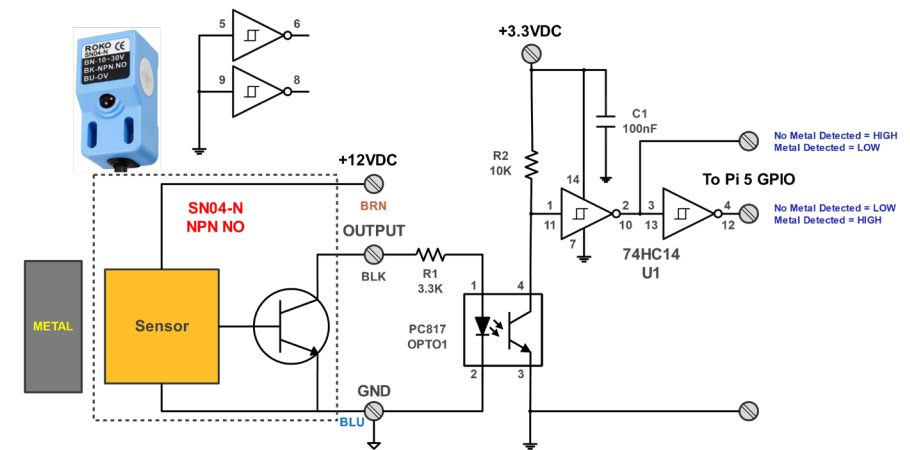 ROKO CE
SN04-N
BN-10~30V
BK-NPN.NO
BU-OV
5
6
9
8
+3.3VDC
C1
100nF
R2
10K
14
1
11
2
10
3
13
4
12
7
74HC14
U1
No Metal Detected = HIGH
Metal Detected = LOW
To Pi 5 GPIO
No Metal Detected = LOW
Metal Detected = HIGH
+12VDC
BRN
SN04-N
NPN NO
OUTPUT
BLK
R1
3.3K
METAL
Sensor
1
4
PC817
OPTO1
2
3
GND
BLU